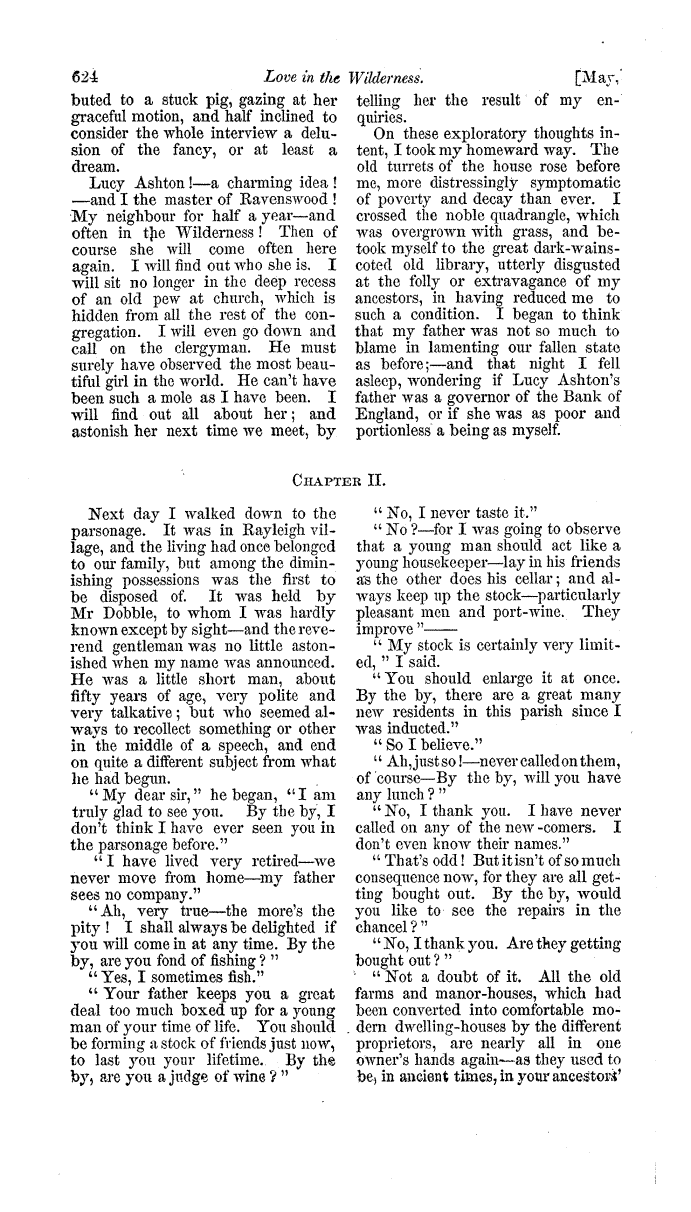 624 Love in the Wilderness. [May,
buted to a stuck pig, gazing at her
graceful motion, and half inclined to
consider the whole interview a delu-
sion of the fancy, or at least a
dream.
Lucy Ashton!—a charming idea!
—and I the master of Ravenswood!
My neighbour for half a year—and
often in the Wilderness! Then of
course she will come often here
again. I will find out who she is. I
will sit no longer in the deep recess
of an old pew at church, which is
hidden from all the rest of the con-
gregation. I will even go down and
call on the clergyman. He must
surely have observed the most beau-
tiful girl in the world. He can't have
been such a mole as I have been. I
will find out all about her; and
astonish her next time we meet, by
telling her the result of my en-
quiries.
On these exploratory thoughts in-
tent, I took my homeward way. The
old turrets of the house rose before
me, more distressingly symptomatic
of poverty and decay than ever. I
crossed the noble quadrangle, which
was overgrown with grass, and be-
took myself to the great dark-wains-
coted old library, utterly disgusted
at the folly or extravagance of my
ancestors, in having reduced me to
such a condition. I began to think
that my father was not so much to
blame in lamenting our fallen state
as before;—and that night I fell
asleep, wondering if Lucy Ashton's
father was a governor of the Bank of
England, or if she was as poor and
portionless a being as myself.
CHAPTER II.
Next day I walked down to the
parsonage. It was in Rayleigh vil-
lage, and the living had once belonged
to our family, but among the dimin-
ishing possessions was the first to
be disposed of. It was held by
Mr Dobble, to whom I was hardly
known except by sight—and the reve-
rend gentleman was no little aston-
ished when my name was announced.
He was a little short man, about
fifty years of age, very polite and
very talkative; but who seemed al-
ways to recollect something or other
in the middle of a speech, and end
on quite a different subject from what
he had begun.
"My dear sir," he began, "I am
truly glad to see you. By the by, I
don't think I have ever seen you in
the parsonage before."
"I have lived very retired—we
never move from home—my father
sees no company."
"Ah, very true—the more's the
pity! I shall always be delighted if
you will come in at any time. By the
by, are you fond of fishing?"
"Yes, I sometimes fish."
"Your father keeps you a great
deal too much boxed up for a young
man of your time of life. You should
be forming a stock of friends just now,
to last you your lifetime. By the
by, are you a judge of wine?"
"No, I never taste it."
"No?—for I was going to observe
that a young man should act like a
young housekeeper—lay in his friends
as the other does his cellar; and al-
ways keep up the stock—particularly
pleasant men and port-wine. They
improve"——
"My stock is certainly very limit-
ed," I said.
"You should enlarge it at once.
By the by, there are a great many
new residents in this parish since I
was inducted."
"So I believe."
"Ah, just so!—never called on them,
of course—By the by, will you have
any lunch?"
"No, I thank you. I have never
called on any of the new-comers. I
don't even know their names."
"That's odd! But it isn't of so much
consequence now, for they are all get-
ting bought out. By the by, would
you like to see the repairs in the
chancel?"
"No, I thank you. Are they getting
bought out?"
"Not a doubt of it. All the old
farms and manor-houses, which had
been converted into comfortable mo-
dern dwelling-houses by the different
proprietors, are nearly all in one
owner's hands again—as they used to
be, in ancient times, in your ancestors'